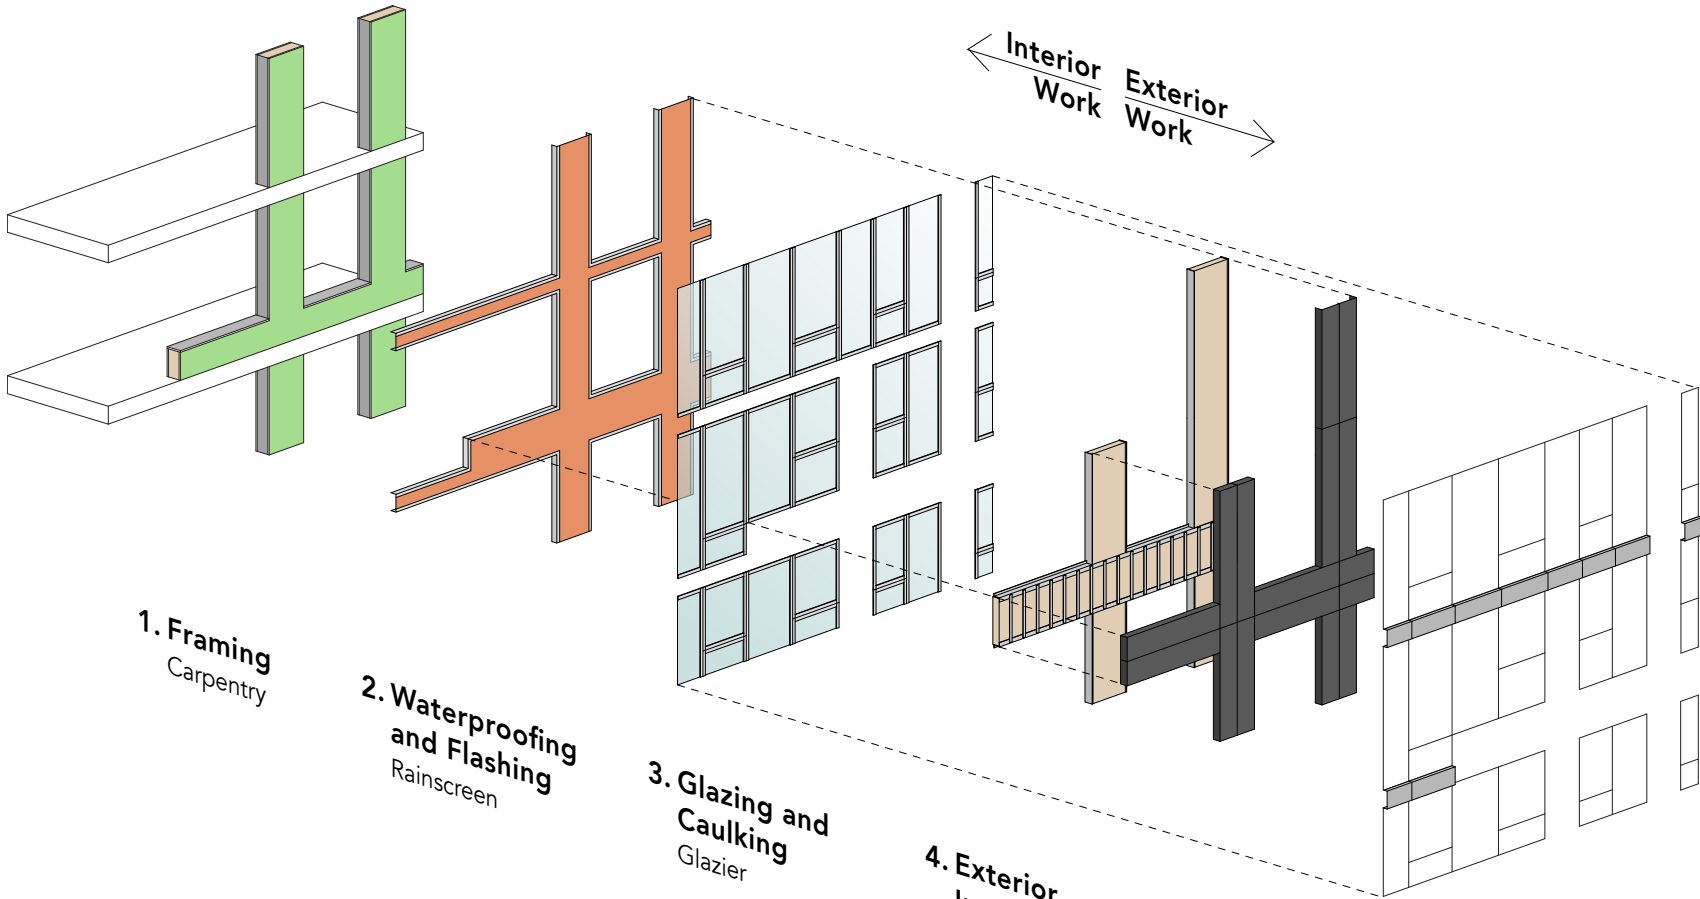 Interior
Work
Exterior
Work
1. Framing
Carpentry
2. Waterproofing
and Flashing
Rainscreen
3. Glazing and
Caulking
Glazier
4. Exterior